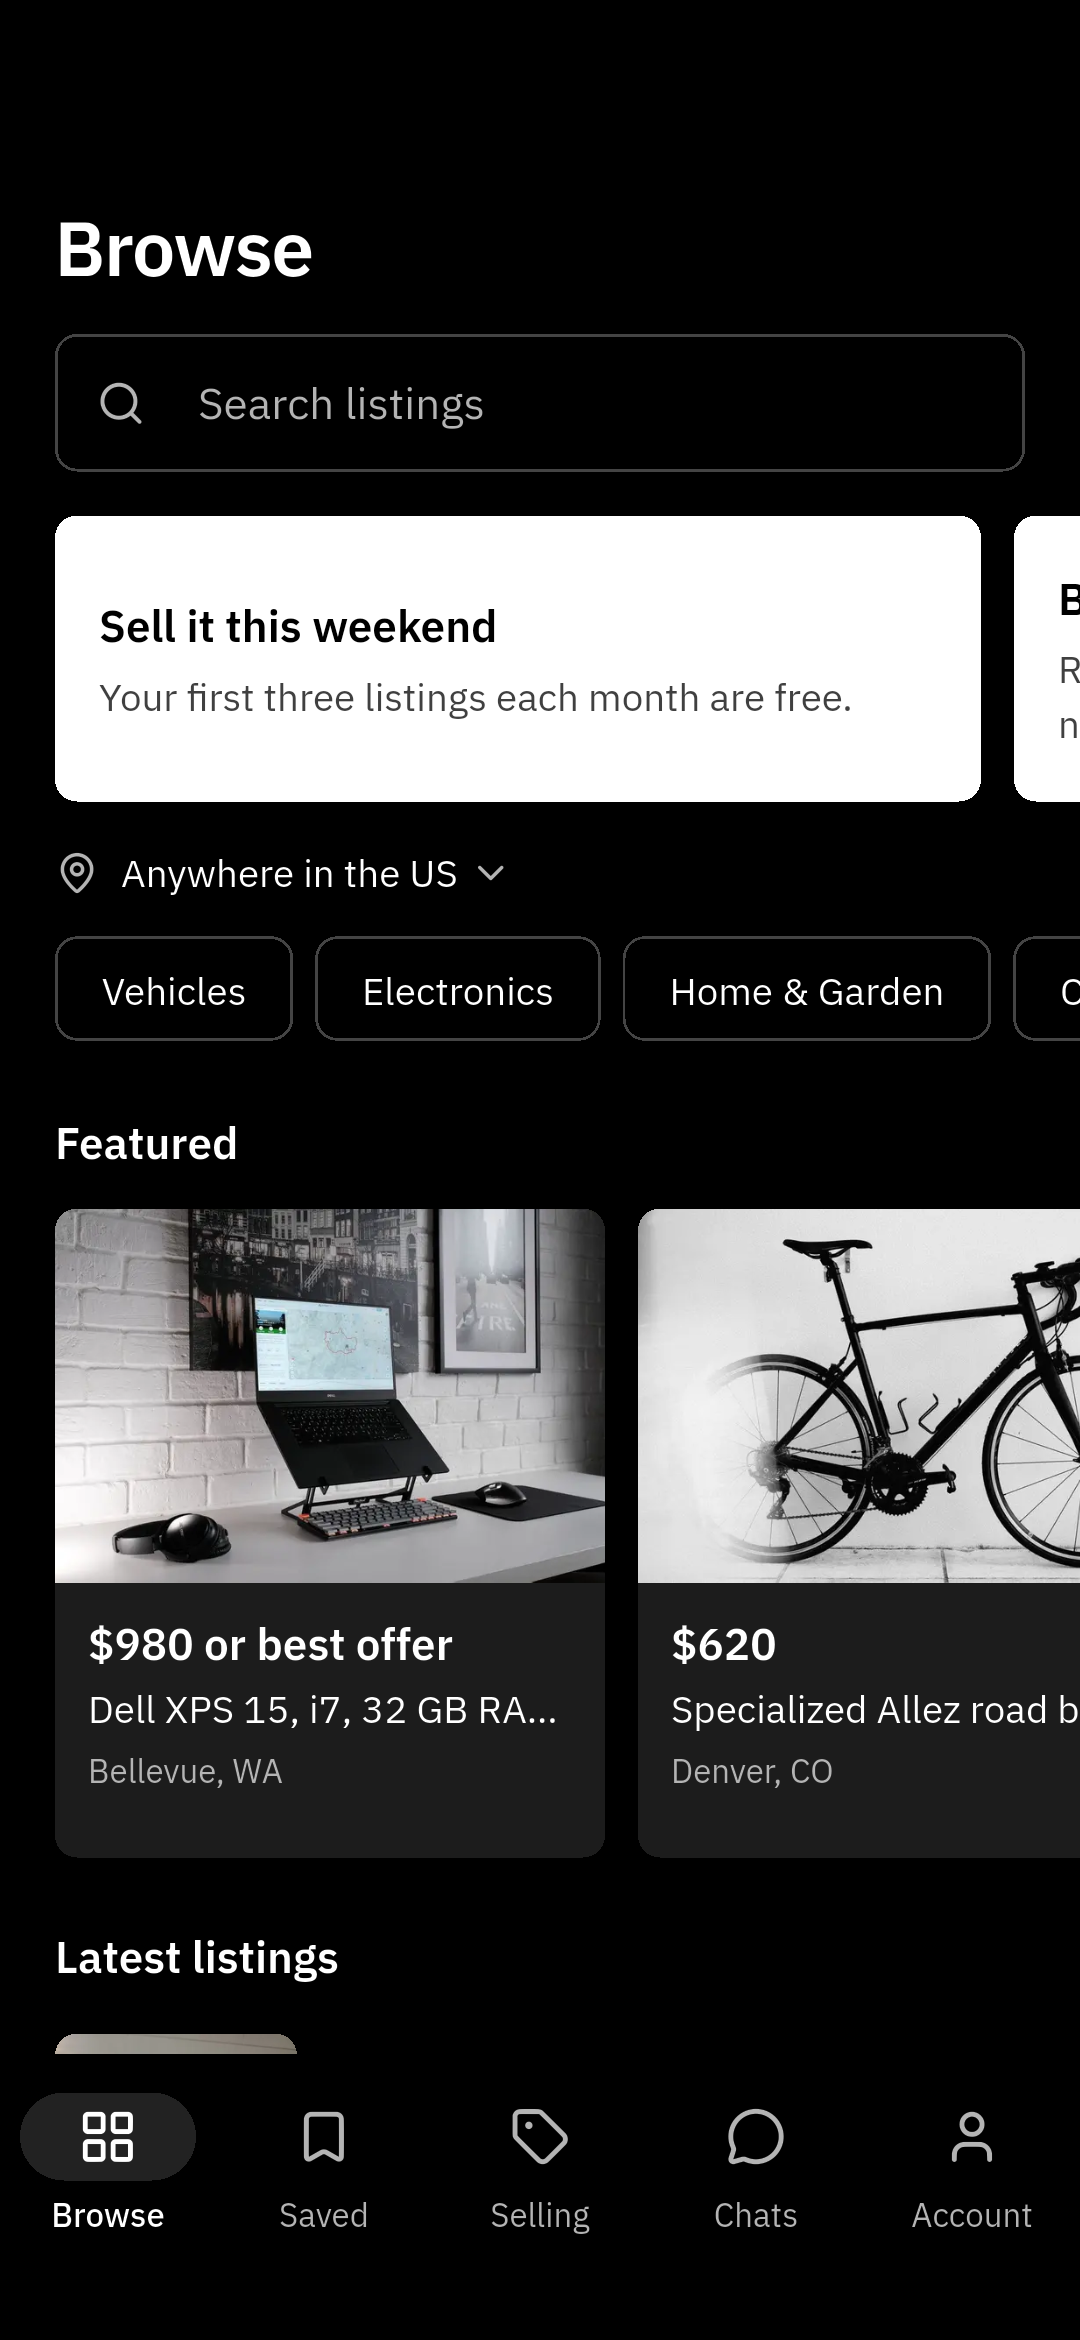 Browse
Search listings
Sell it this weekend
Your first three listings each month are free.
Anywhere in the US
Vehicles
Electronics
Home & Garden
Featured
$980 or best offer
Dell XPS 15, i7, 32 GB RA...
Bellevue, WA
$620
Specialized Allez road b
Denver, CO
Latest listings
Browse
Saved
Selling
Chats
Account